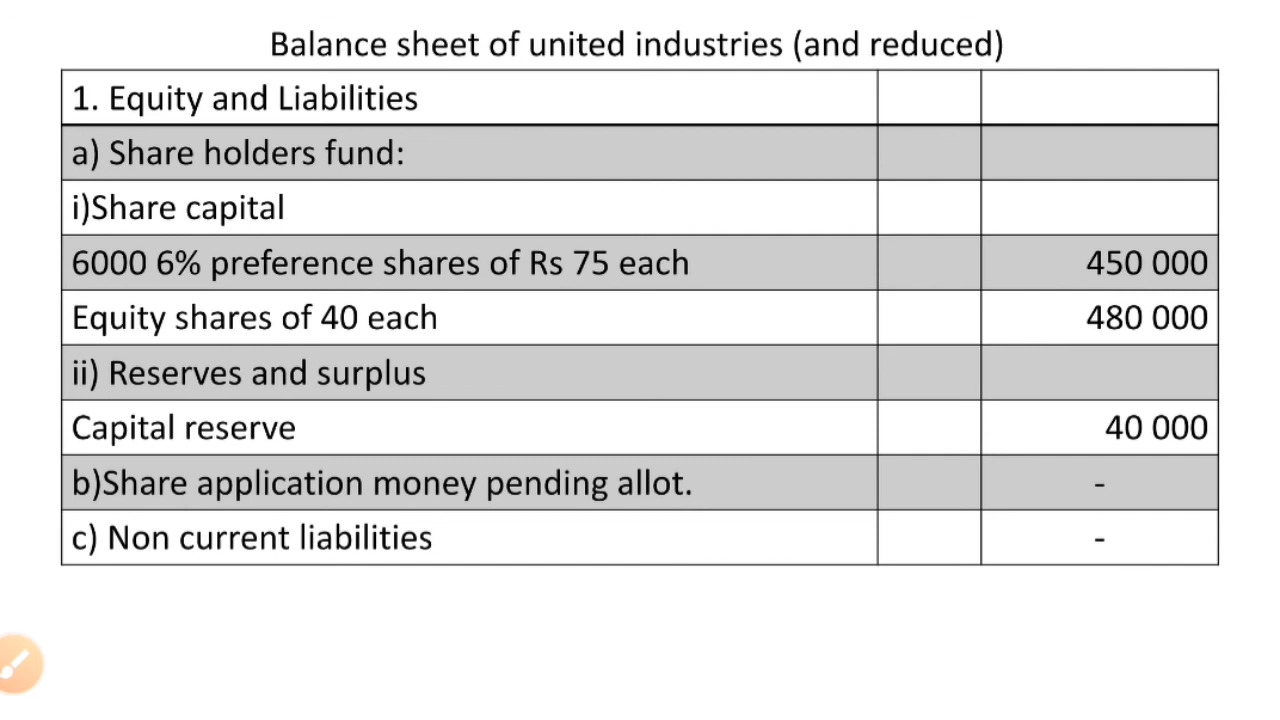 Balance sheet of united industries (and reduced)
1. Equity and Liabilities
a) Share holders fund:
i)Share capital
6000 6% preference shares of Rs 75 each 450 000
Equity shares of 40 each 480 000
ii) Reserves and surplus
Capital reserve 40 000
b)Share application money pending allot. -
c) Non current liabilities -